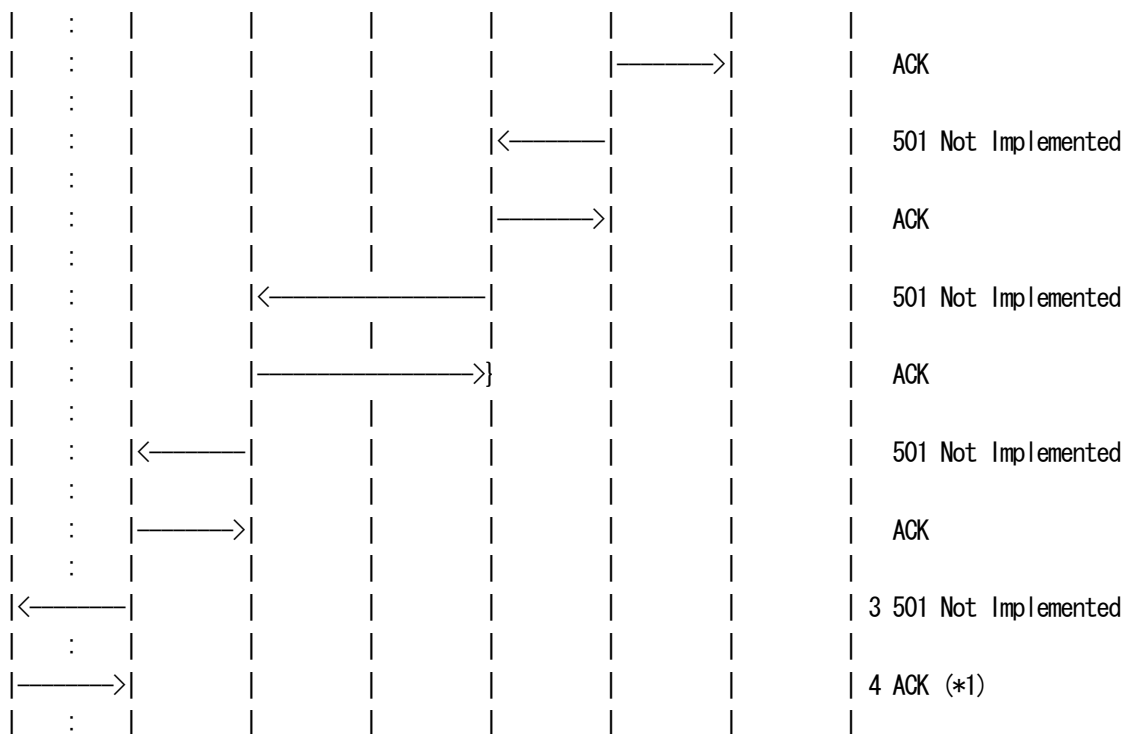 |    :    |         |         |         |         |         |         |
|    :    |         |         |         |         |-------->|         |   ACK
|    :    |         |         |         |         |         |         |
|    :    |         |         |         |<--------|         |         |   501 Not Implemented
|    :    |         |         |         |         |         |         |
|    :    |         |         |         |-------->|         |         |   ACK
|    :    |         |         |         |         |         |         |
|    :    |         |<------------------|         |         |         |   501 Not Implemented
|    :    |         |         |         |         |         |         |
|    :    |         |------------------>}         |         |         |   ACK
|    :    |         |         |         |         |         |         |
|    :    |<--------|         |         |         |         |         |   501 Not Implemented
|    :    |         |         |         |         |         |         |
|    :    |-------->|         |         |         |         |         |   ACK
|    :    |         |         |         |         |         |         |
|<--------|         |         |         |         |         |         | 3 501 Not Implemented
|    :    |         |         |         |         |         |         |
|-------->|         |         |         |         |         |         | 4 ACK (*1)
|    :    |         |         |         |         |         |         |